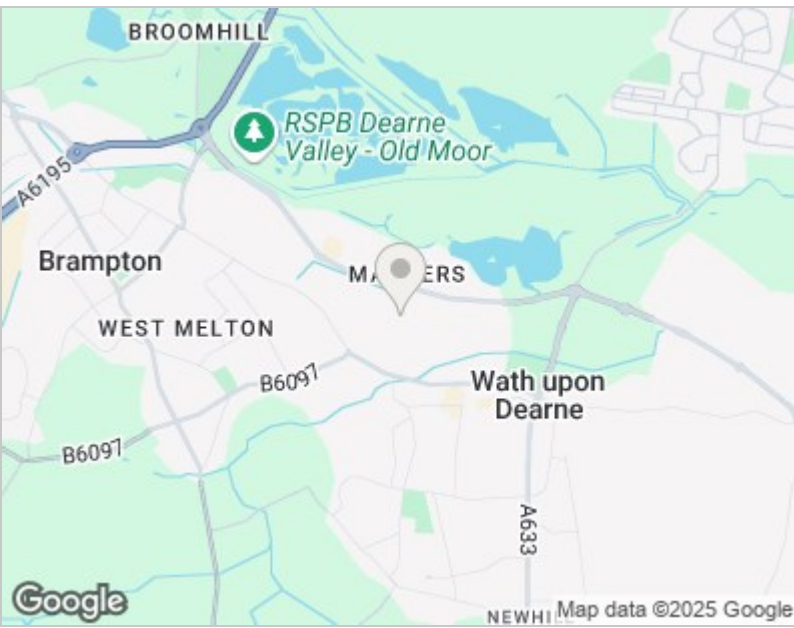 BROOMHILL
RSPB Dearne
Valley - Old Moor
A6195
Brampton
WEST MELTON
B6097
Wath upon
Dearne
B6097
A633
Google
Map data ©2025 Google